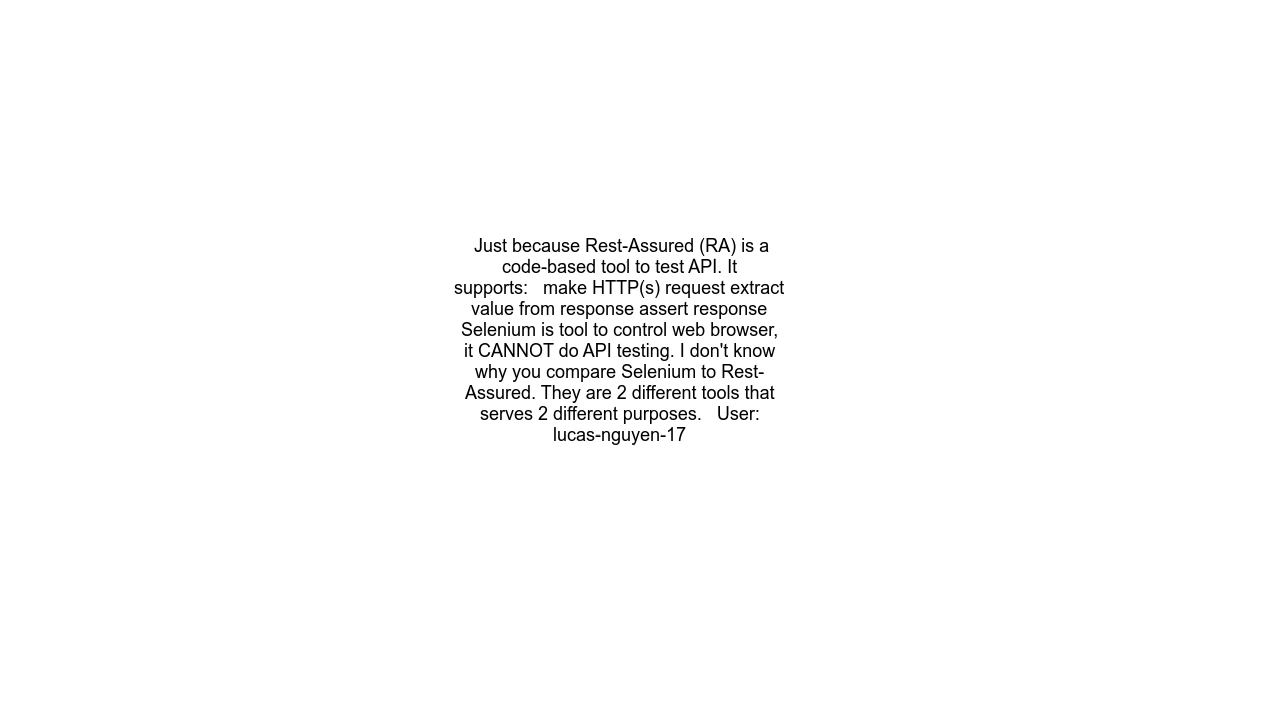 Just because Rest-Assured (RA) is a
code-based tool to test API. It
supports:   make HTTP(s) request extract
value from response assert response
Selenium is tool to control web browser,
it CANNOT do API testing. I don't know
why you compare Selenium to Rest-
Assured. They are 2 different tools that
serves 2 different purposes.   User:
lucas-nguyen-17